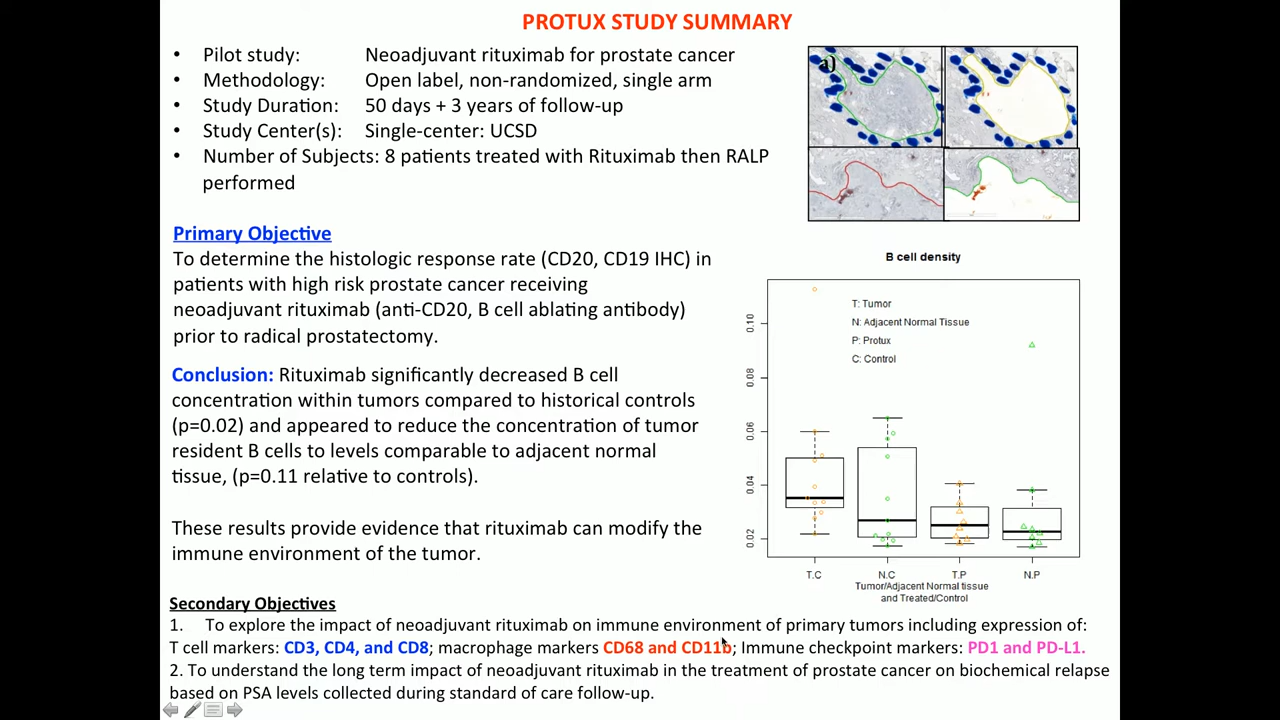 PROTUX STUDY SUMMARY
• Pilot study: Neoadjuvant rituximab for prostate cancer
• Methodology: Open label, non-randomized, single arm
• Study Duration: 50 days + 3 years of follow-up
• Study Center(s): Single-center: UCSD
• Number of Subjects: 8 patients treated with Rituximab then RALP
performed
a)
Primary Objective
To determine the histologic response rate (CD20, CD19 IHC) in
patients with high risk prostate cancer receiving
neoadjuvant rituximab (anti-CD20, B cell ablating antibody)
prior to radical prostatectomy.
Conclusion: Rituximab significantly decreased B cell
concentration within tumors compared to historical controls
(p=0.02) and appeared to reduce the concentration of tumor
resident B cells to levels comparable to adjacent normal
tissue, (p=0.11 relative to controls).
These results provide evidence that rituximab can modify the
immune environment of the tumor.
B cell density
T: Tumor
N: Adjacent Normal Tissue
P: Protux
C: Control
0.10
0.08
0.06
0.04
0.02
T.C N.C T.P N.P
Tumor/Adjacent Normal tissue
and Treated/Control
Secondary Objectives
1. To explore the impact of neoadjuvant rituximab on immune environment of primary tumors including expression of:
T cell markers: CD3, CD4, and CD8; macrophage markers CD68 and CD11b; Immune checkpoint markers: PD1 and PD-L1.
2. To understand the long term impact of neoadjuvant rituximab in the treatment of prostate cancer on biochemical relapse
based on PSA levels collected during standard of care follow-up.